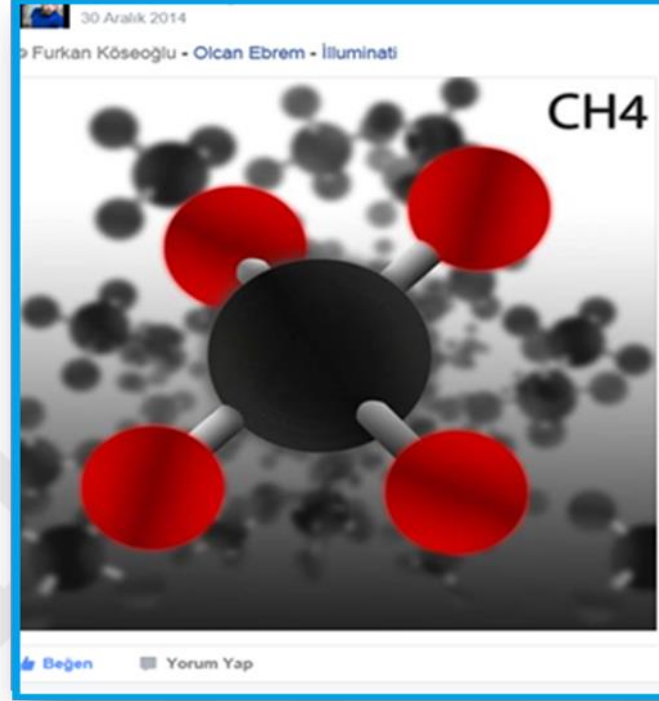 30 Aralık 2014
Furkan Köseoğlu - Olcan Ebrem - İlluminati
CH4
Beğen Yorum Yap